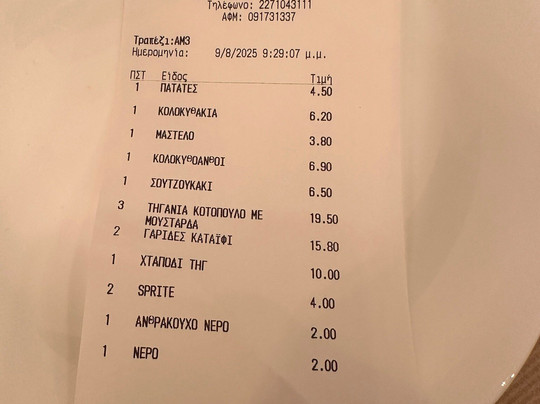 Τηλέφωνο: 2271043111
ΑΦΜ: 091731337
Τραπέζι:ΑΜ3
Ημερομηνία: 9/8/2025 9:29:07 μ.μ.
ΠΣΤ Είδος Τιμή
1 ΠΑΤΑΤΕΣ 4.50
1 ΚΟΛΟΚΥΘΑΚΙΑ 6.20
1 ΜΑΣΤΕΛΟ 3.80
1 ΚΟΛΟΚΥΘΟΑΝΘΟΙ 6.90
1 ΣΟΥΤΖΟΥΚΑΚΙ 6.50
3 ΤΗΓΑΝΙΑ ΚΟΤΟΠΟΥΛΟ ΜΕ 19.50
ΜΟΥΣΤΑΡΔΑ
2 ΓΑΡΙΔΕΣ ΚΑΤΑΪΦΙ 15.80
1 ΧΤΑΠΟΔΙ ΤΗΓ 10.00
2 SPRITE 4.00
1 ΑΝΘΡΑΚΟΥΧΟ ΝΕΡΟ 2.00
1 ΝΕΡΟ 2.00